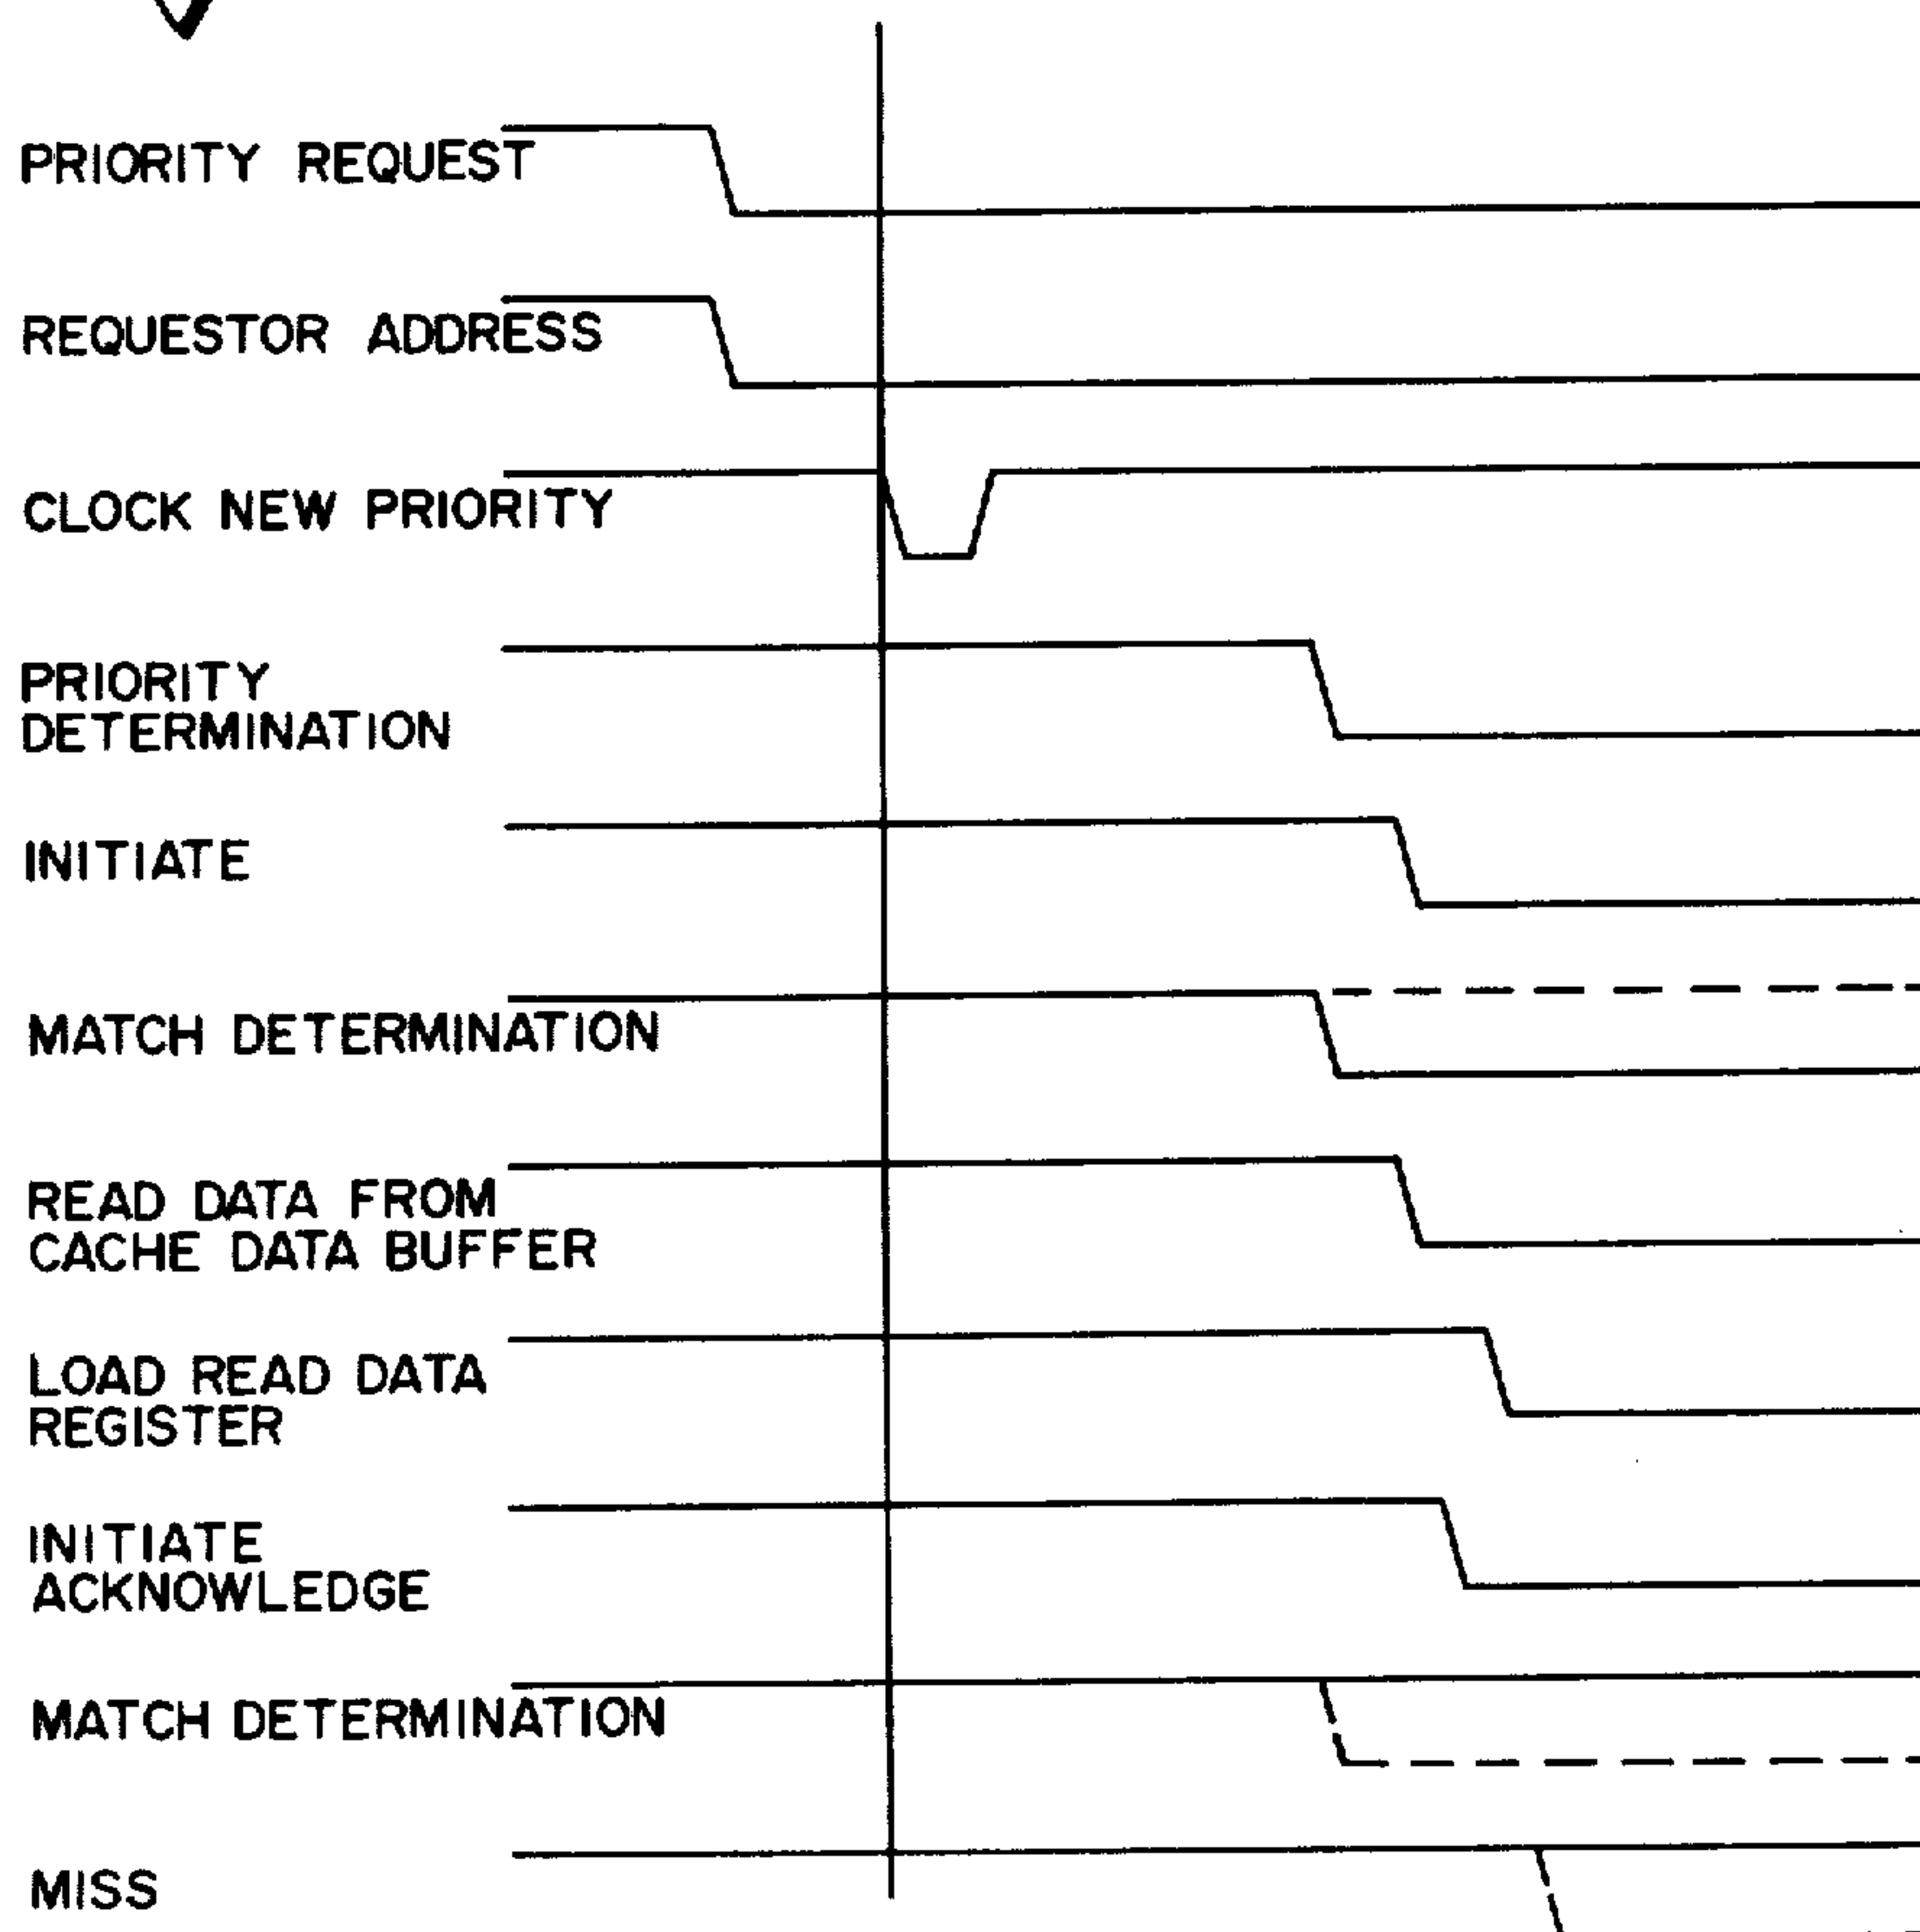 PRIORITY REQUEST
REQUESTOR ADDRESS
CLOCK NEW PRIORITY
PRIORITY
DETERMINATION
INITIATE
MATCH DETERMINATION
READ DATA FROM
CACHE DATA BUFFER
LOAD READ DATA
REGISTER
INITIATE
ACKNOWLEDGE
MATCH DETERMINATION
MISS